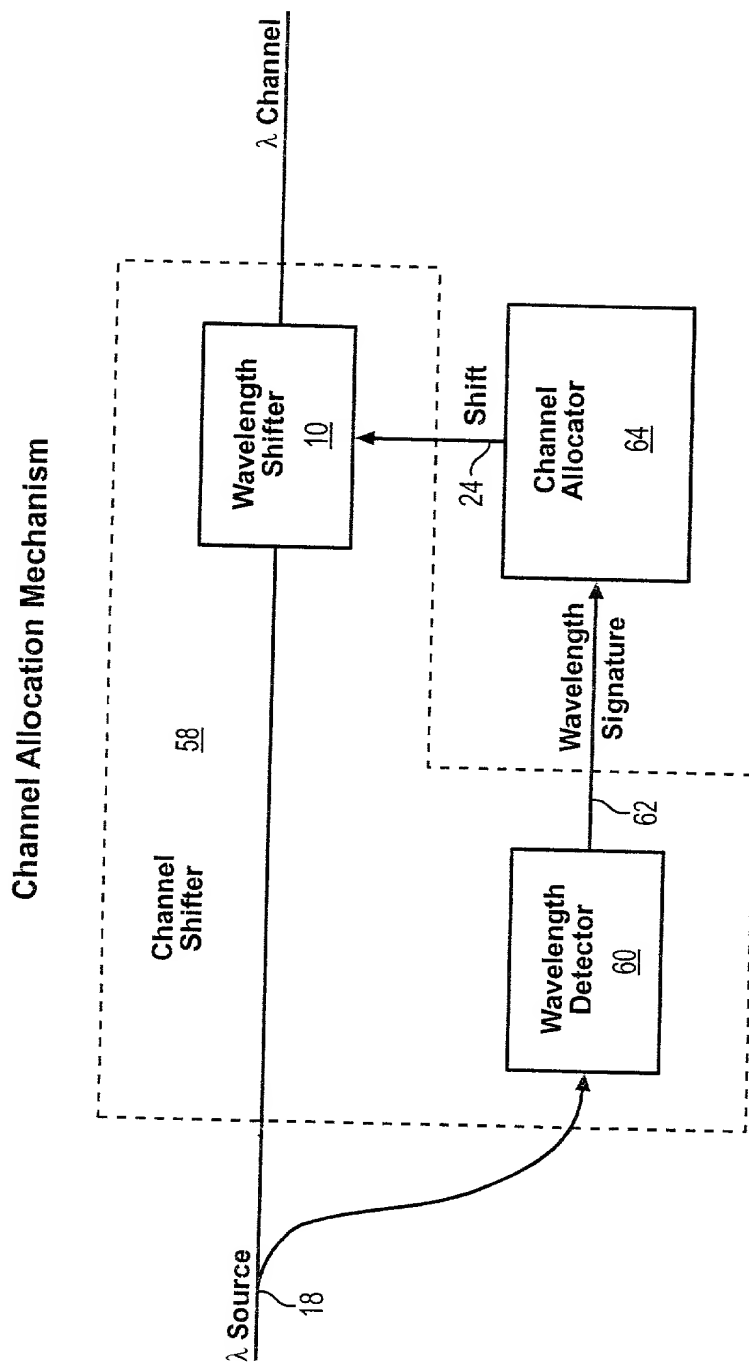 Channel Allocation Mechanism
Channel
Shifter
58
Wavelength
Shifter
10
λ Channel
λ Source
18
Shift
24
Wavelength
Detector
60
62
Wavelength
Signature
Channel
Allocator
64